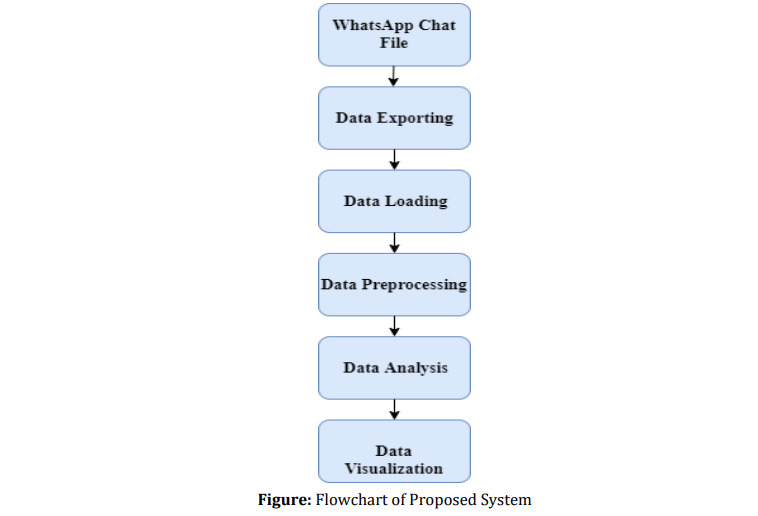 WhatsApp Chat
File
Data Exporting
Data Loading
Data Preprocessing
Data Analysis
Data
Visualization
Figure: Flowchart of Proposed System